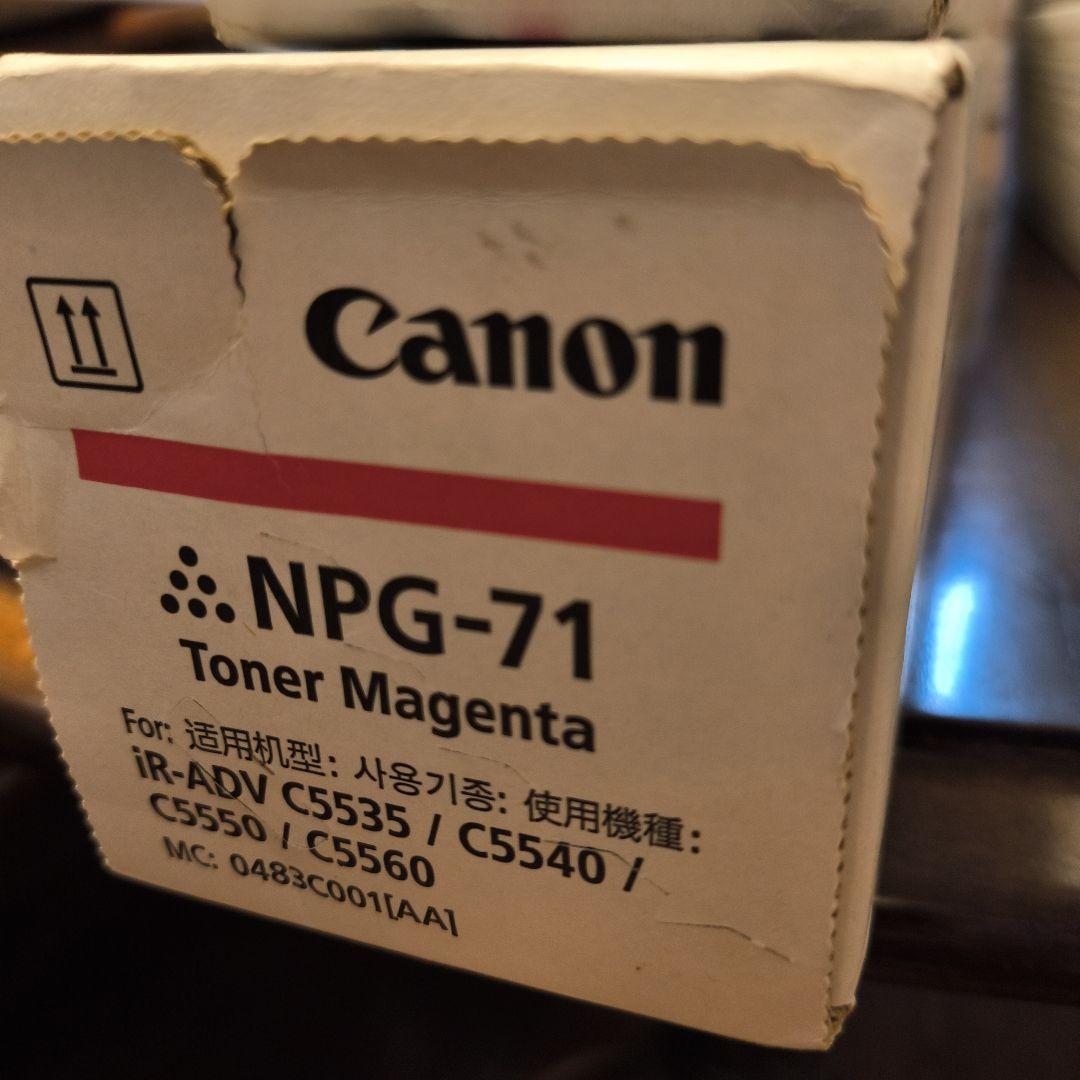 Canon
NPG-71
Toner Magenta
For: 适用机型: 사용기종: 使用機種:
iR-ADV C5535 / C5540 /
C5550 / C5560
MC: 0483C001[AA]